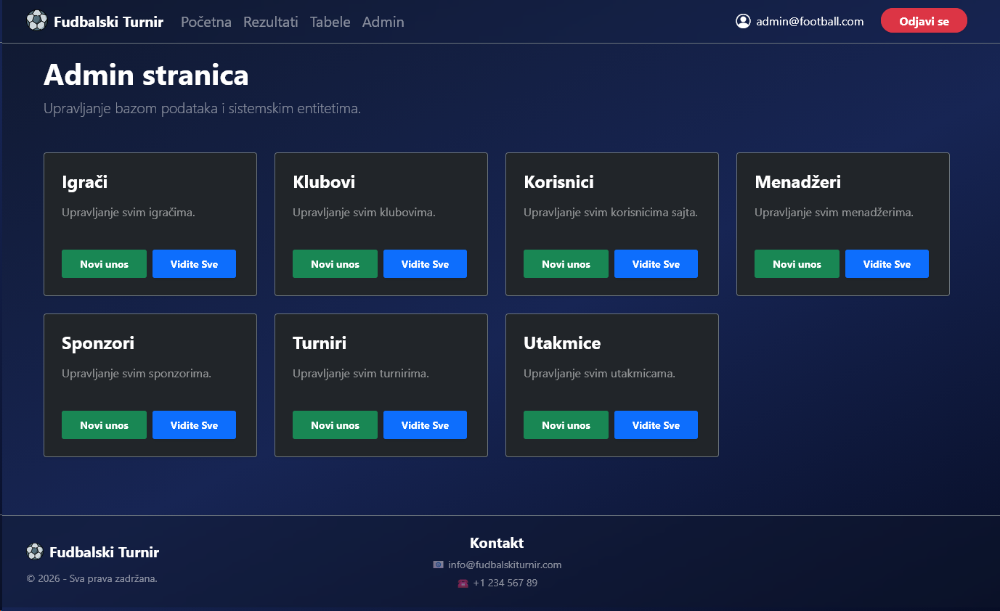 Fudbalski Turnir Početna Rezultati Tabele Admin admin@football.com Odjavi se
Admin stranica
Upravljanje bazom podataka i sistemskim entitetima.
Igrači
Upravljanje svim igračima.
Novi unos Vidite Sve
Klubovi
Upravljanje svim klubovima.
Novi unos Vidite Sve
Korisnici
Upravljanje svim korisnicima sajta.
Novi unos Vidite Sve
Menadžeri
Upravljanje svim menadžerima.
Novi unos Vidite Sve
Sponzori
Upravljanje svim sponzorima.
Novi unos Vidite Sve
Turniri
Upravljanje svim turnirima.
Novi unos Vidite Sve
Utakmice
Upravljanje svim utakmicama.
Novi unos Vidite Sve
Fudbalski Turnir
© 2026 - Sva prava zadržana.
Kontakt
info@fudbalskiturnir.com
+1 234 567 89